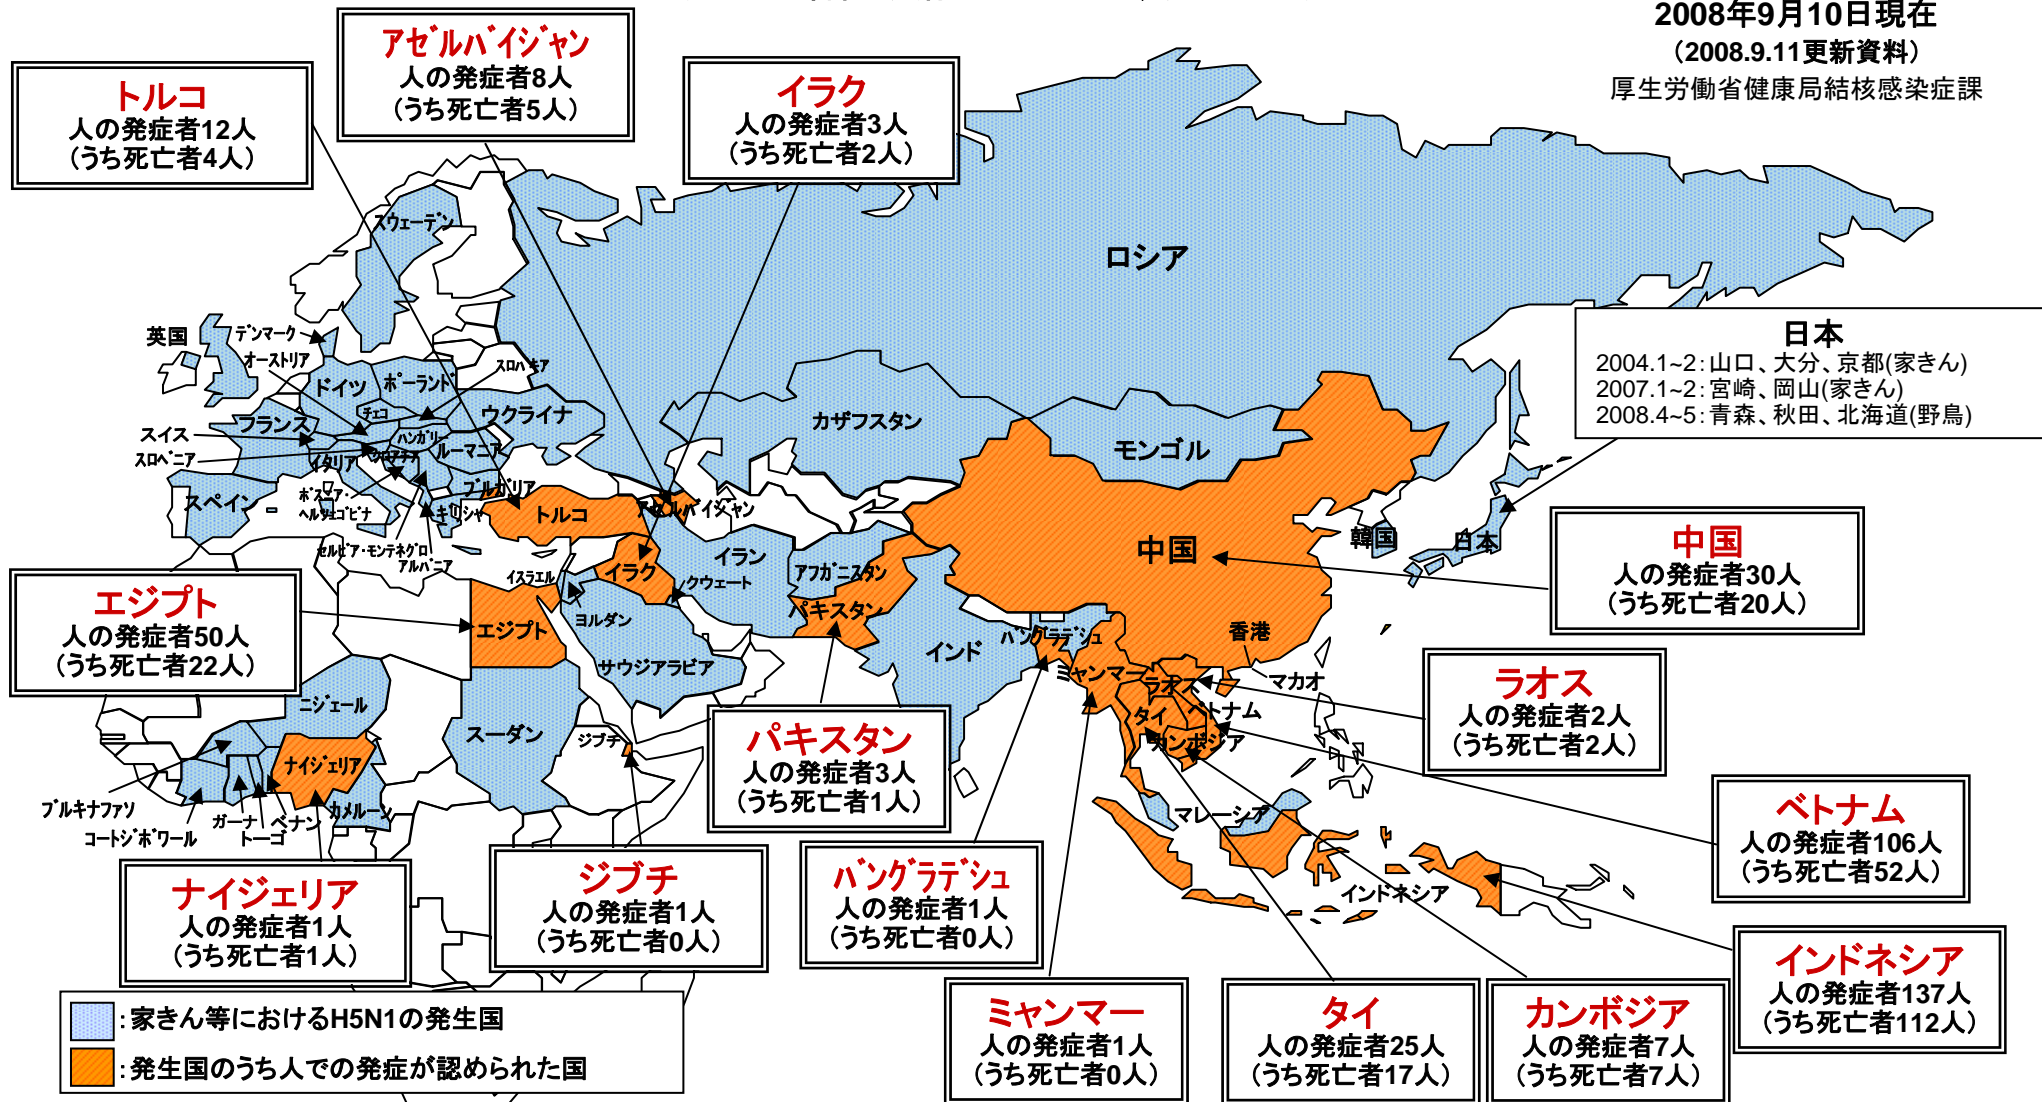 2008年9月10日現在
（2008.9.11更新資料）
厚生労働省健康局結核感染症課
アゼルバイジャン
人の発症者8人
（うち死亡者5人）
トルコ
人の発症者12人
（うち死亡者4人）
イラク
人の発症者3人
（うち死亡者2人）
スウェーデン
ロシア
英国
デンマーク
オーストリア
スロバキア
ドイツ
ポーランド
チェコ
フランス
ウクライナ
ハンガリー
スイス
ルーマニア
スロベニア
イタリア
クロアチア
カザフスタン
モンゴル
日本
2004.1~2：山口、大分、京都(家きん)
2007.1~2：宮崎、岡山(家きん)
2008.4~5：青森、秋田、北海道(野鳥)
スペイン
ボスニア・
ヘルツェゴビナ
ブルガリア
ギリシャ
トルコ
アゼルバイジャン
セルビア・モンテネグロ
アルバニア
イスラエル
イラク
イラン
クウェート
アフガニスタン
中国
韓国
日本
中国
人の発症者30人
（うち死亡者20人）
エジプト
人の発症者50人
（うち死亡者22人）
エジプト
ヨルダン
パキスタン
サウジアラビア
インド
バングラデシュ
ミャンマー
香港
マカオ
ラオス
タイ
ベトナム
カンボジア
ラオス
人の発症者2人
（うち死亡者2人）
ニジェール
スーダン
ジブチ
ナイジェリア
カメルーン
ブルキナファソ
コートジボワール
ガーナ
トーゴ
ベナン
パキスタン
人の発症者3人
（うち死亡者1人）
マレーシア
ベトナム
人の発症者106人
（うち死亡者52人）
インドネシア
ナイジェリア
人の発症者1人
（うち死亡者1人）
ジブチ
人の発症者1人
（うち死亡者0人）
バングラデシュ
人の発症者1人
（うち死亡者0人）
インドネシア
人の発症者137人
（うち死亡者112人）
ミャンマー
人の発症者1人
（うち死亡者0人）
タイ
人の発症者25人
（うち死亡者17人）
カンボジア
人の発症者7人
（うち死亡者7人）
：家きん等におけるH5N1の発生国
：発生国のうち人での発症が認められた国